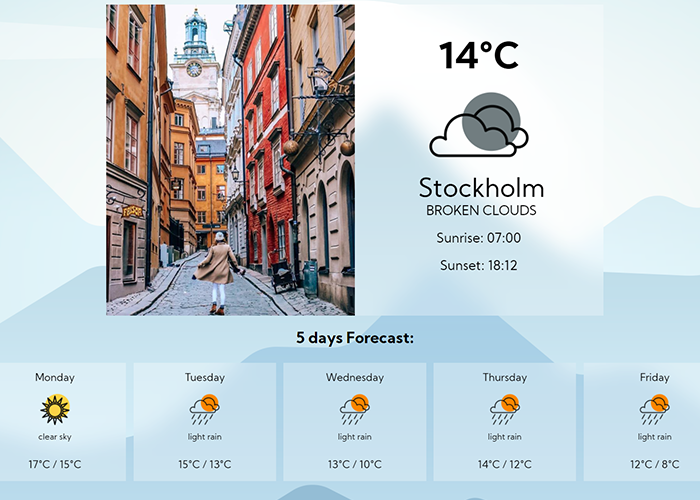 14°C
Stockholm
BROKEN CLOUDS
Sunrise: 07:00
Sunset: 18:12
5 days Forecast:
Monday
clear sky
17°C / 15°C
Tuesday
light rain
15°C / 13°C
Wednesday
light rain
13°C / 10°C
Thursday
light rain
14°C / 12°C
Friday
light rain
12°C / 8°C